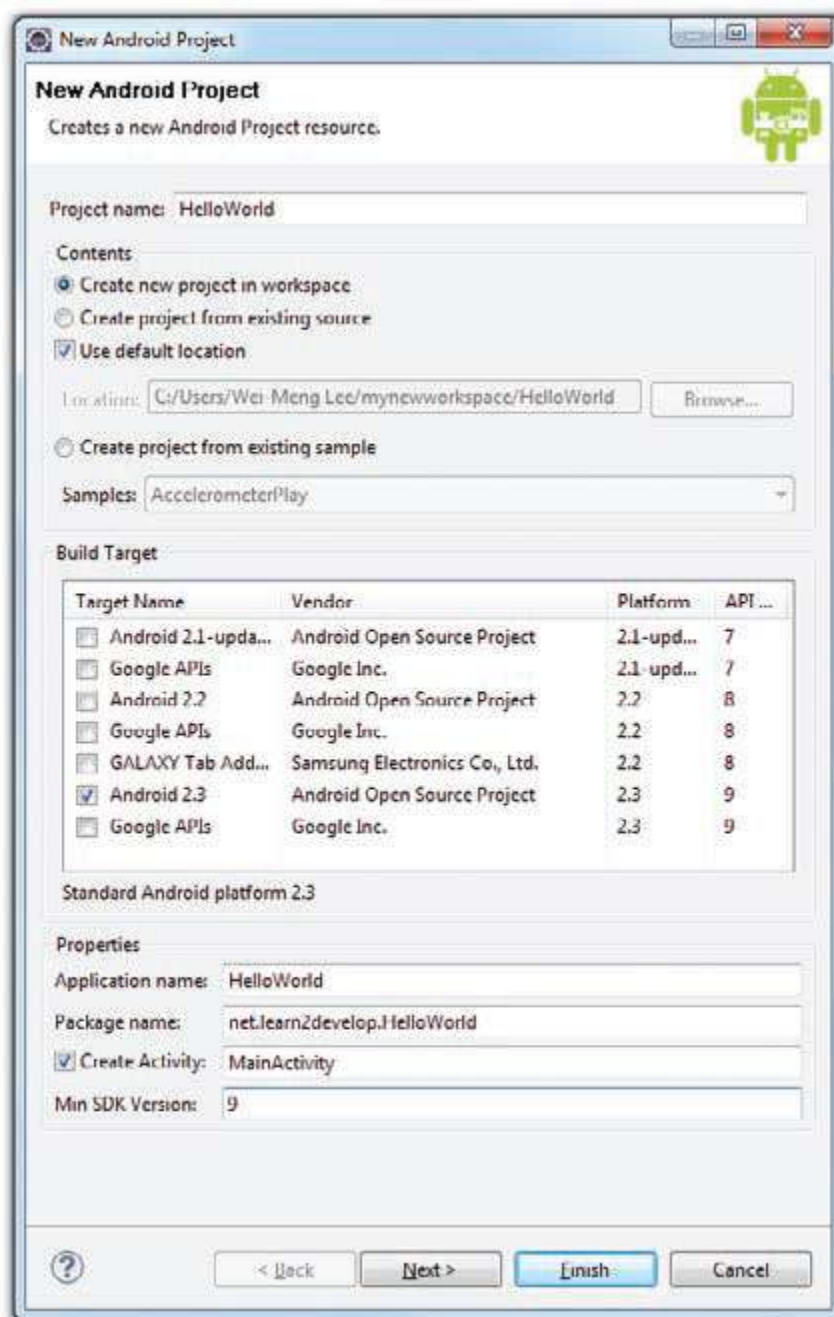 New Android Project
New Android Project
Creates a new Android Project resource.
Project name: HelloWorld
Contents
Create new project in workspace
Create project from existing source
Use default location
Location: C:/Users/Wei-Meng Lee/mynewworkspace/HelloWorld Browse...
Create project from existing sample
Samples: AccelerometerPlay
Build Target
Target Name Vendor Platform API ...
Android 2.1-upda... Android Open Source Project 2.1-upd... 7
Google APIs Google Inc. 2.1-upd... 7
Android 2.2 Android Open Source Project 2.2 8
Google APIs Google Inc. 2.2 8
GALAXY Tab Add... Samsung Electronics Co., Ltd. 2.2 8
Android 2.3 Android Open Source Project 2.3 9
Google APIs Google Inc. 2.3 9
Standard Android platform 2.3
Properties
Application name: HelloWorld
Package name: net.learn2develop.HelloWorld
Create Activity: MainActivity
Min SDK Version: 9
? < Back Next > Finish Cancel